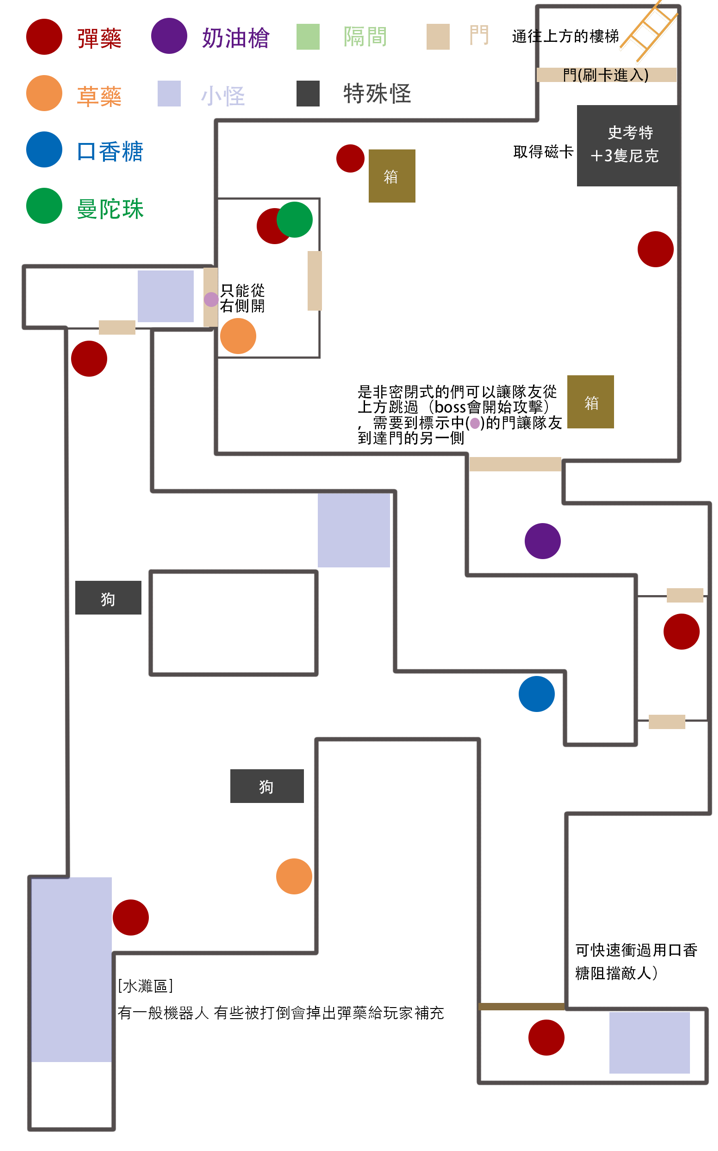 彈藥 奶油槍 隔間 門
草藥 小怪 特殊怪
口香糖
曼陀珠
通往上方的樓梯
門(刷卡進入)
史考特
＋3隻尼克
取得磁卡
箱
只能從
右側開
是非密閉式的們可以讓隊友從
上方跳過（boss會開始攻擊）
，需要到標示中( )的門讓隊友
到達門的另一側
箱
狗
狗
可快速衝過用口香
糖阻擋敵人）
[水灘區]
有一般機器人 有些被打倒會掉出彈藥給玩家補充